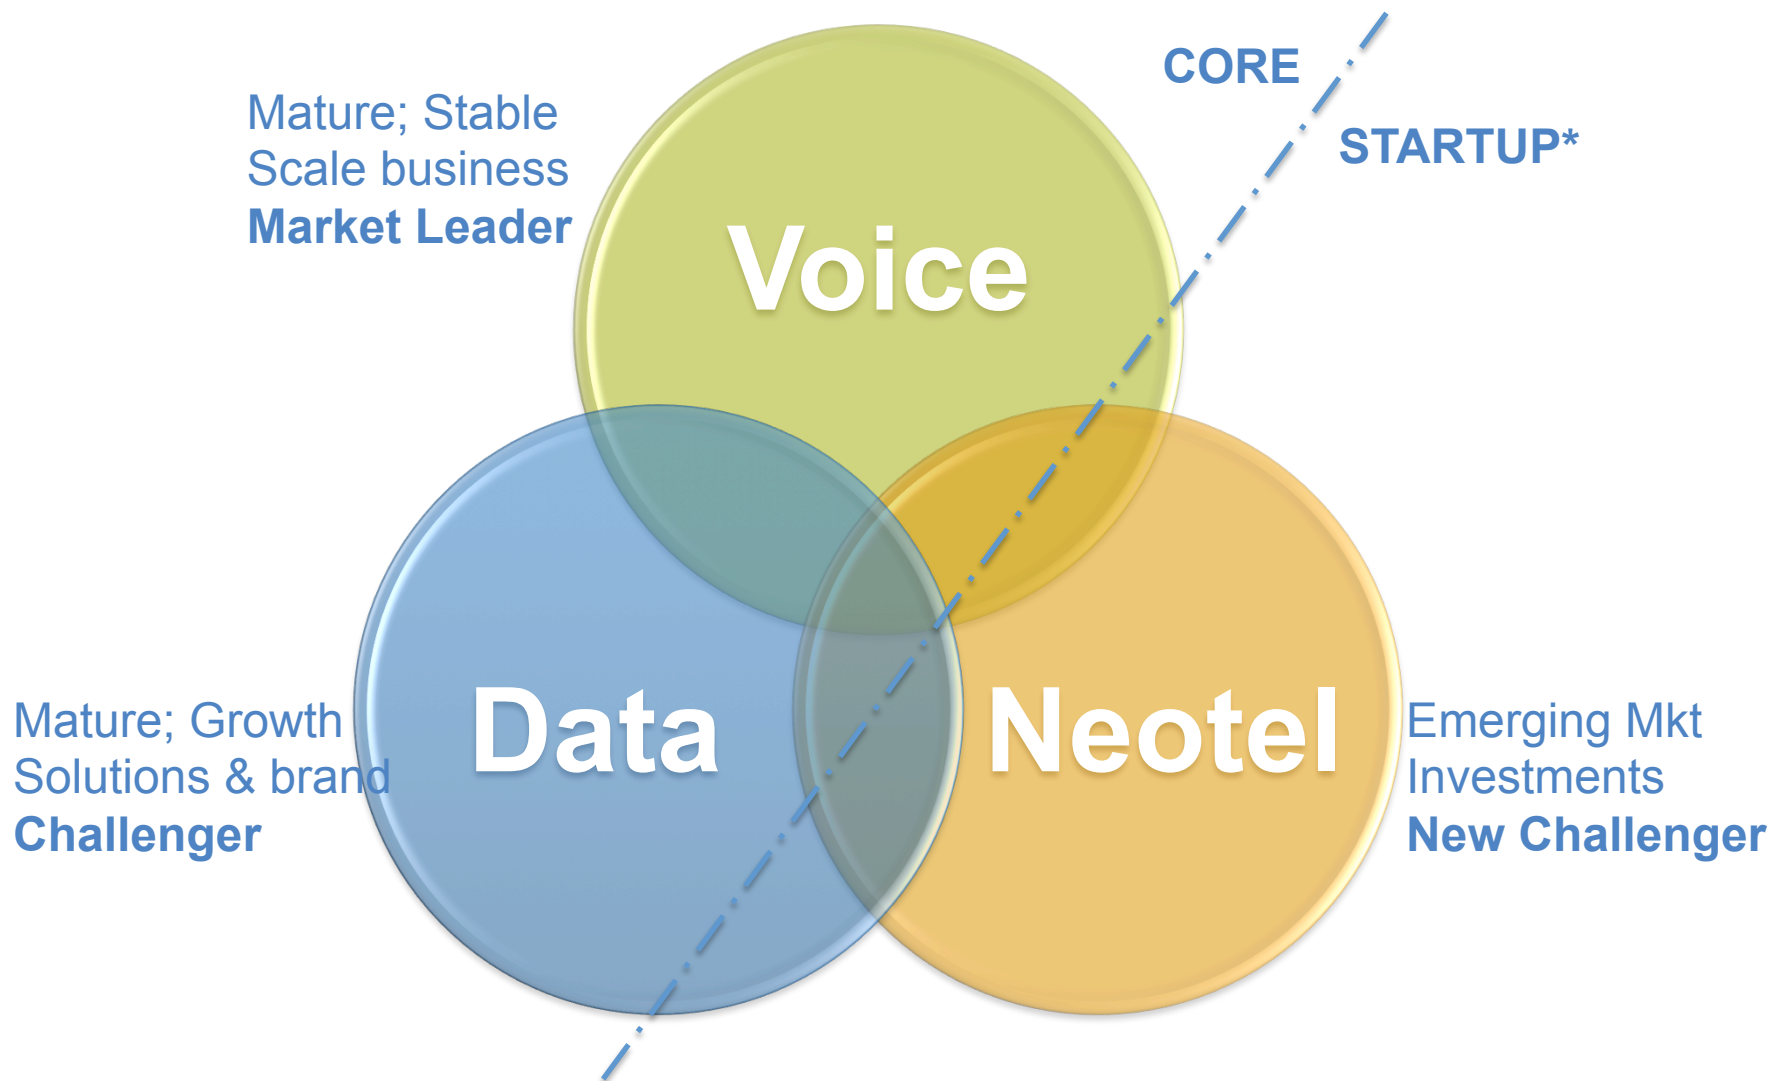 CORE
STARTUP*
Mature; Stable
Scale business
Market Leader
Voice
Mature; Growth
Solutions & brand
Challenger
Data
Neotel
Emerging Mkt
Investments
New Challenger